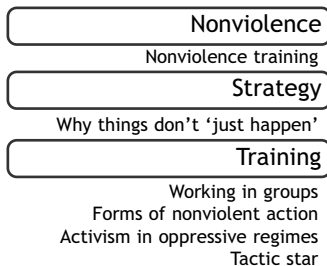 Nonviolence
Nonviolence training
Strategy
Why things don’t ‘just happen’
Training
Working in groups
Forms of nonviolent action
Activism in oppressive regimes
Tactic star